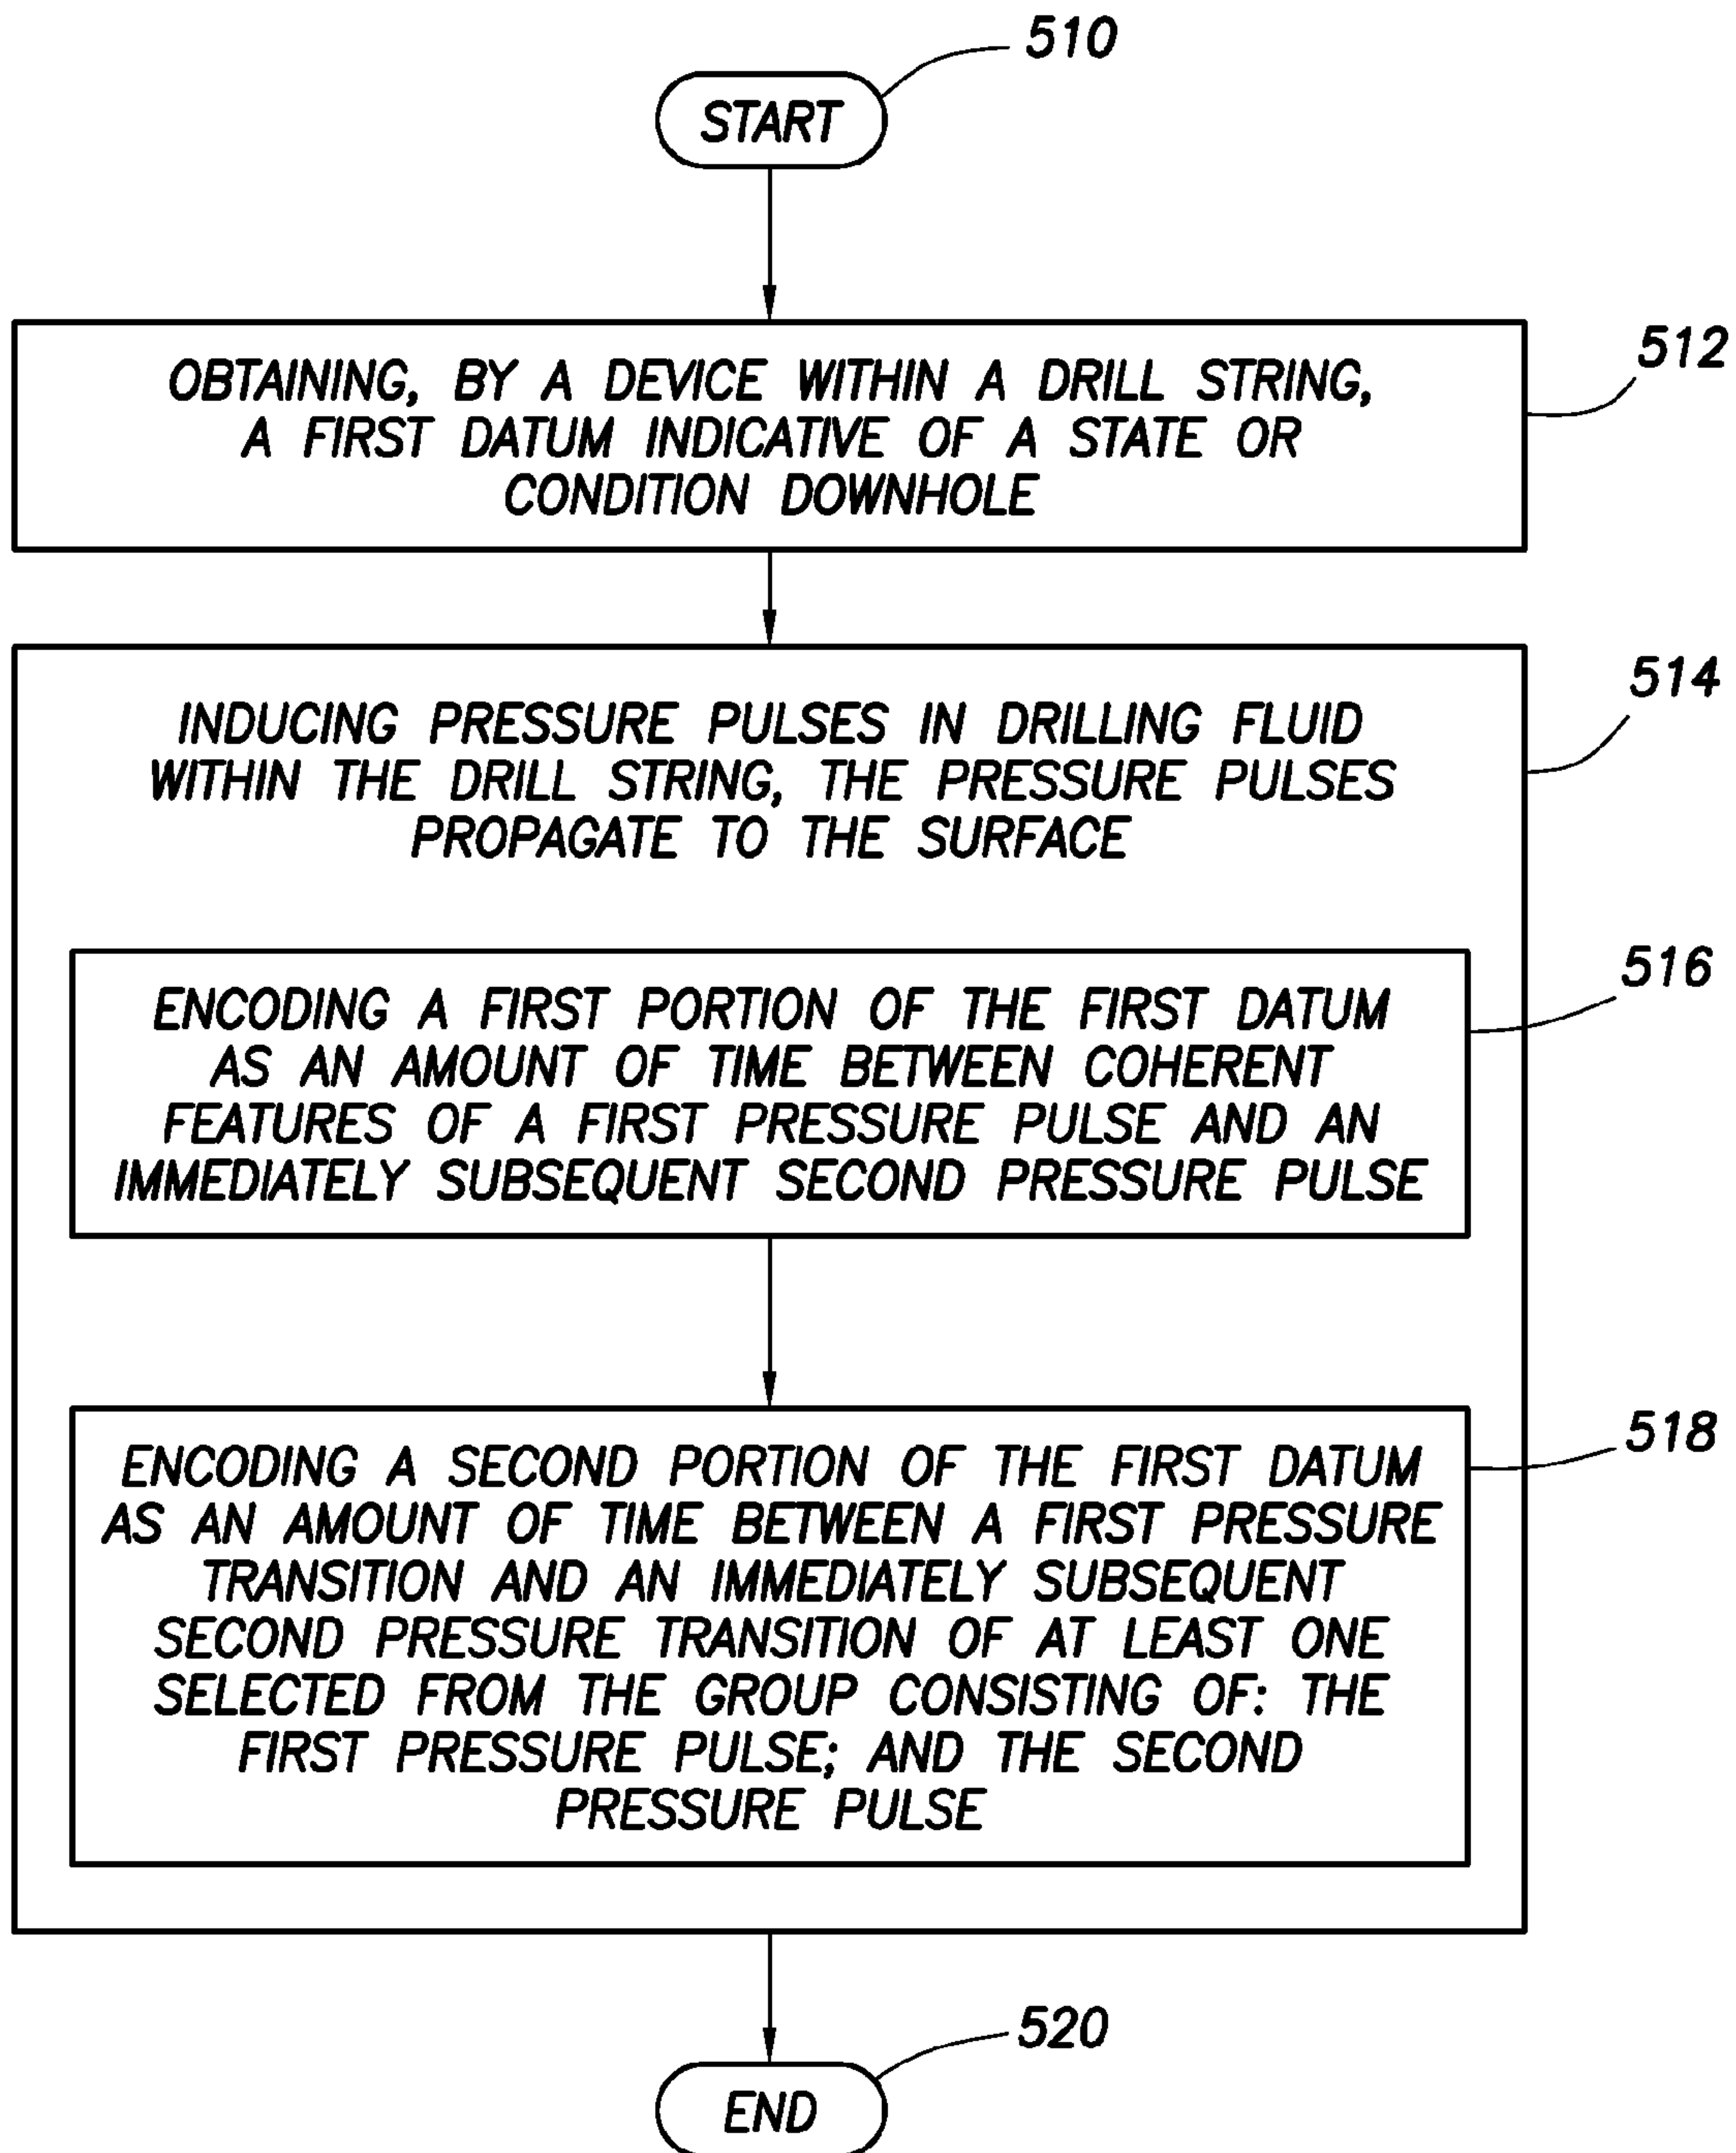 510
START
512
OBTAINING, BY A DEVICE WITHIN A DRILL STRING,
A FIRST DATUM INDICATIVE OF A STATE OR
CONDITION DOWNHOLE
514
INDUCING PRESSURE PULSES IN DRILLING FLUID
WITHIN THE DRILL STRING, THE PRESSURE PULSES
PROPAGATE TO THE SURFACE
516
ENCODING A FIRST PORTION OF THE FIRST DATUM
AS AN AMOUNT OF TIME BETWEEN COHERENT
FEATURES OF A FIRST PRESSURE PULSE AND AN
IMMEDIATELY SUBSEQUENT SECOND PRESSURE PULSE
518
ENCODING A SECOND PORTION OF THE FIRST DATUM
AS AN AMOUNT OF TIME BETWEEN A FIRST PRESSURE
TRANSITION AND AN IMMEDIATELY SUBSEQUENT
SECOND PRESSURE TRANSITION OF AT LEAST ONE
SELECTED FROM THE GROUP CONSISTING OF: THE
FIRST PRESSURE PULSE; AND THE SECOND
PRESSURE PULSE
520
END